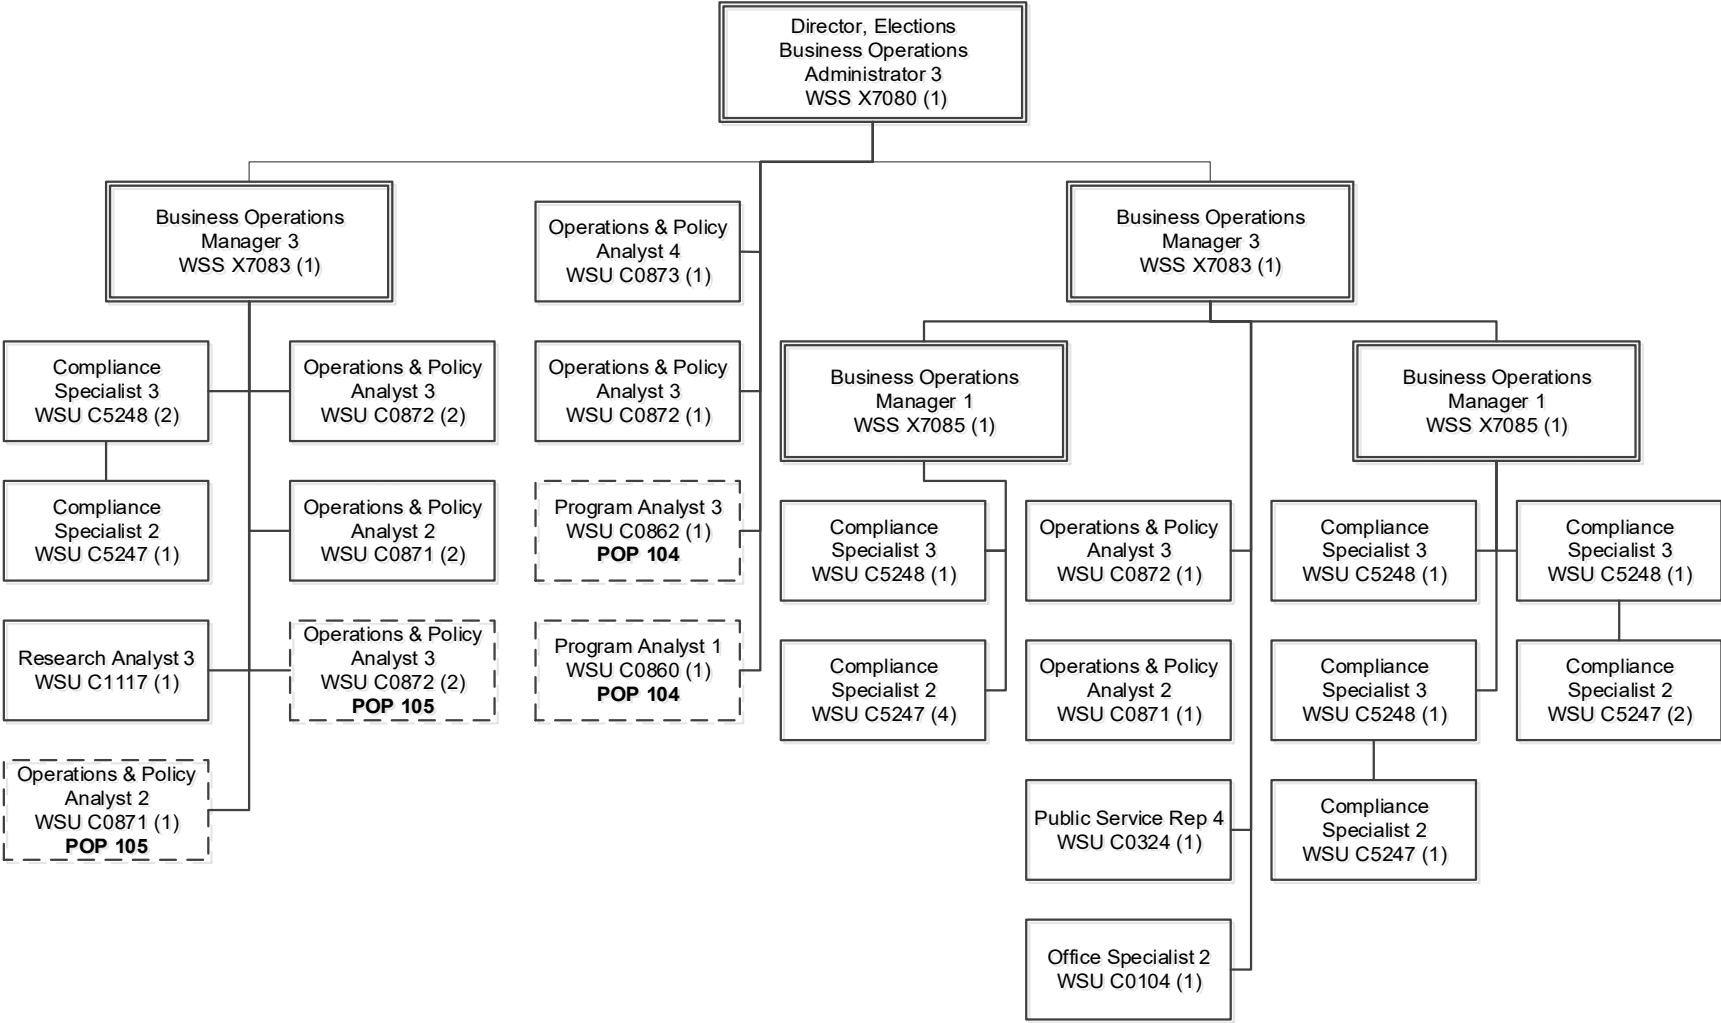 Director, Elections
Business Operations
Administrator 3
WSS X7080 (1)
Business Operations
Manager 3
WSS X7083 (1)
Compliance
Specialist 3
WSU C5248 (2)
Operations & Policy
Analyst 3
WSU C0872 (2)
Compliance
Specialist 2
WSU C5247 (1)
Operations & Policy
Analyst 2
WSU C0871 (2)
Research Analyst 3
WSU C1117 (1)
Operations & Policy
Analyst 3
WSU C0872 (2)
POP 105
Operations & Policy
Analyst 2
WSU C0871 (1)
POP 105
Operations & Policy
Analyst 4
WSU C0873 (1)
Operations & Policy
Analyst 3
WSU C0872 (1)
Program Analyst 3
WSU C0862 (1)
POP 104
Program Analyst 1
WSU C0860 (1)
POP 104
Business Operations
Manager 3
WSS X7083 (1)
Business Operations
Manager 1
WSS X7085 (1)
Compliance
Specialist 3
WSU C5248 (1)
Compliance
Specialist 2
WSU C5247 (4)
Operations & Policy
Analyst 3
WSU C0872 (1)
Operations & Policy
Analyst 2
WSU C0871 (1)
Public Service Rep 4
WSU C0324 (1)
Office Specialist 2
WSU C0104 (1)
Business Operations
Manager 1
WSS X7085 (1)
Compliance
Specialist 3
WSU C5248 (1)
Compliance
Specialist 3
WSU C5248 (1)
Compliance
Specialist 3
WSU C5248 (1)
Compliance
Specialist 2
WSU C5247 (2)
Compliance
Specialist 2
WSU C5247 (1)